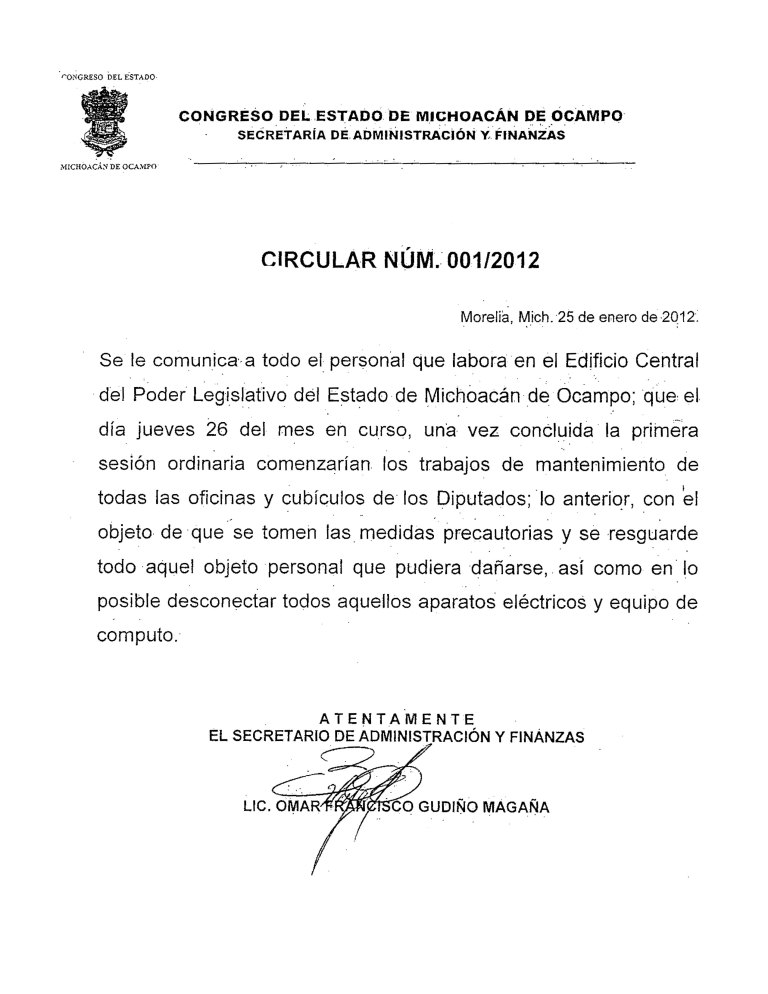 CONGRESO DEL ESTADO
MICHOACÁN DE OCAMPO
CONGRESO DEL ESTADO DE MICHOACÁN DE OCAMPO
SECRETARÍA DE ADMINISTRACIÓN Y FINANZAS
CIRCULAR NÚM. 001/2012
Morelia, Mich. 25 de enero de 2012.
Se le comunica a todo el personal que labora en el Edificio Central
del Poder Legislativo del Estado de Michoacán de Ocampo; que el
día jueves 26 del mes en curso, una vez concluida la primera
sesión ordinaria comenzarían los trabajos de mantenimiento de
todas las oficinas y cubículos de los Diputados; lo anterior, con el
objeto de que se tomen las medidas precautorias y se resguarde
todo aquel objeto personal que pudiera dañarse, así como en lo
posible desconectar todos aquellos aparatos eléctricos y equipo de
computo.
ATENTAMENTE
EL SECRETARIO DE ADMINISTRACIÓN Y FINANZAS
LIC. OMAR FRANCISCO GUDIÑO MAGAÑA